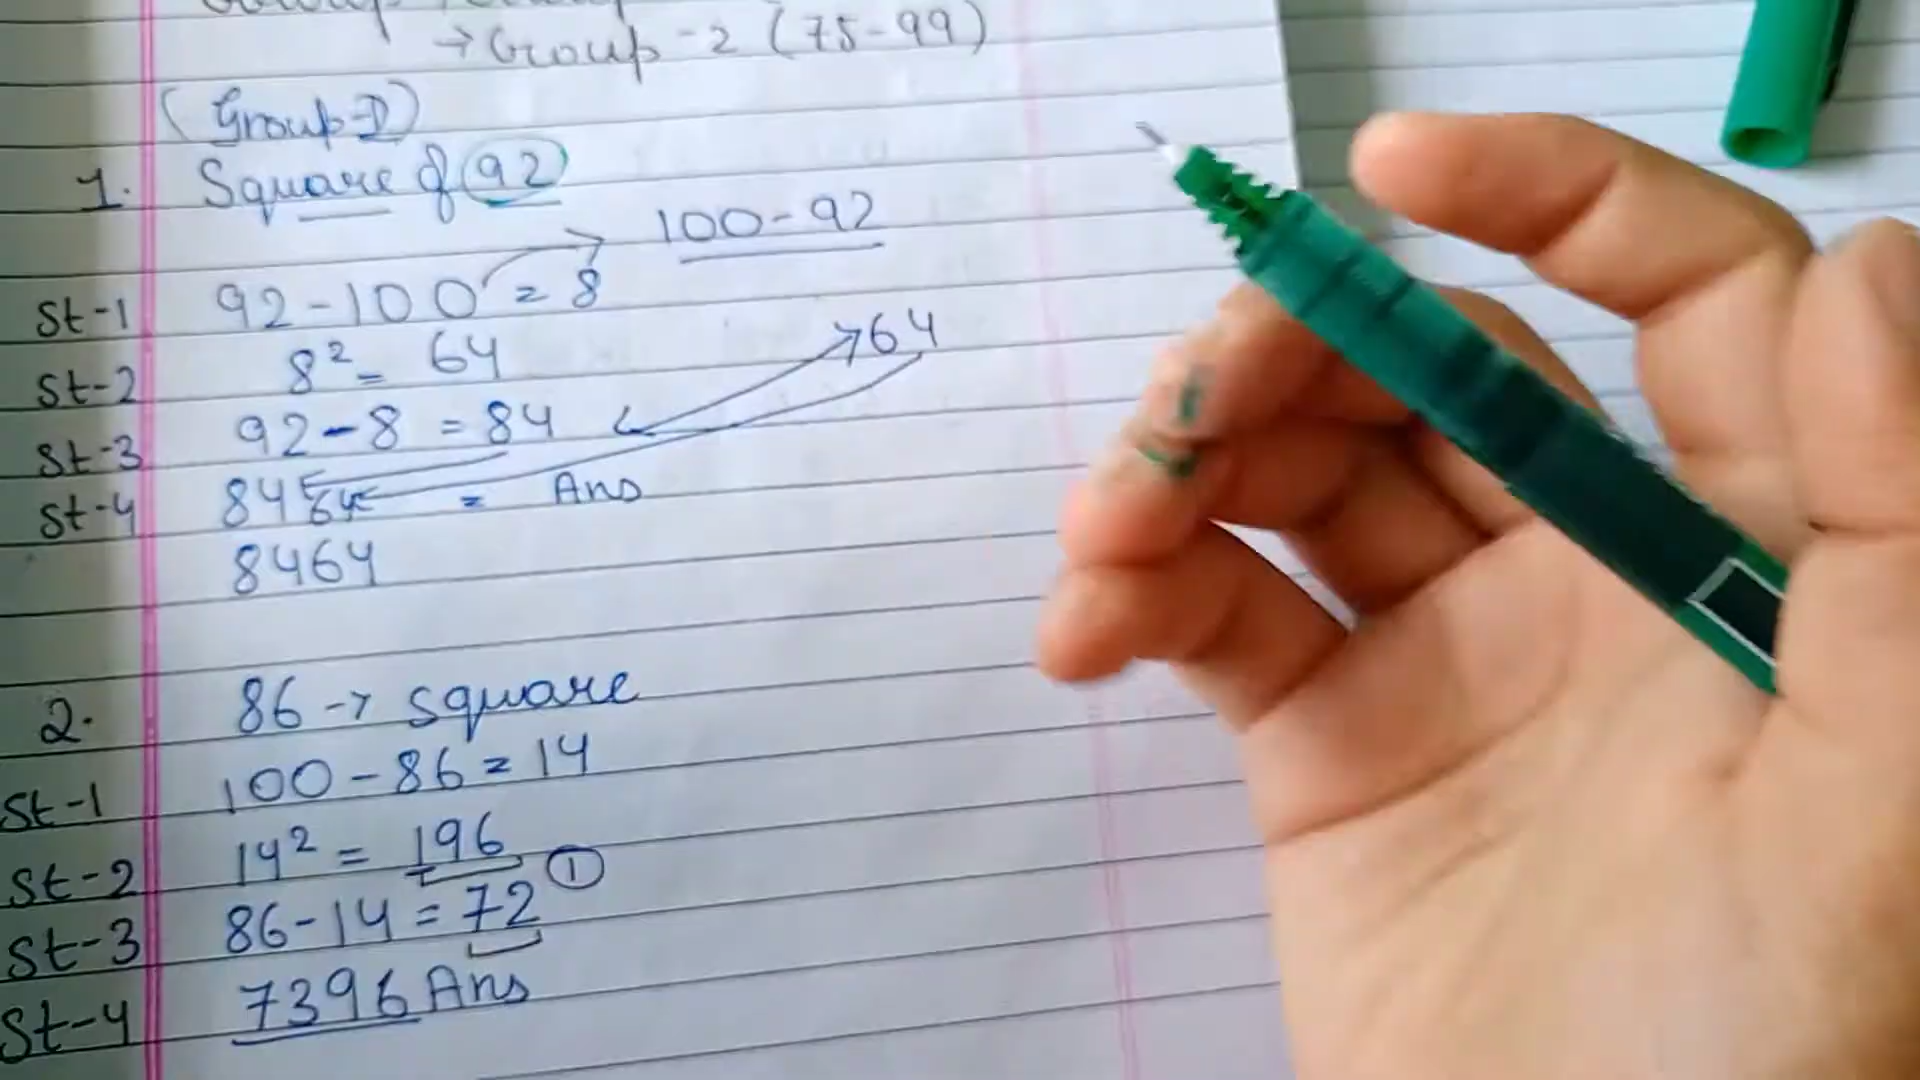 →Group-2 (75-99)
(Group-D)
1. Square of 92
100-92
St-1 92-100 = 8
St-2 8² = 64
→64
St-3 92-8 = 84
St-4 84 64 = Ans
8464
2. 86 → square
St-1 100-86=14
St-2 14² = 196
①
St-3 86-14=72
St-4 7396 Ans